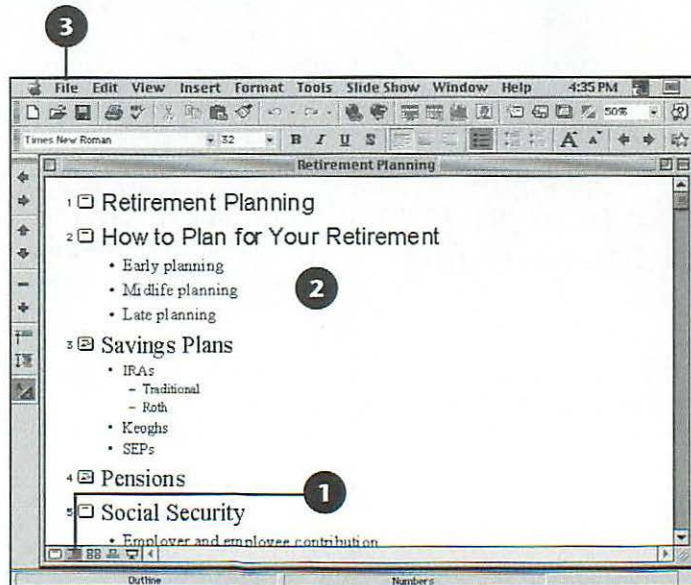 3
File Edit View Insert Format Tools Slide Show Window Help 4:35 PM
50%
Times New Roman 32 B I U S A A
Retirement Planning
1 Retirement Planning
2 How to Plan for Your Retirement
• Early planning
• Midlife planning
2
• Late planning
3 Savings Plans
• IRAs
– Traditional
– Roth
• Keoghs
• SEPs
4 Pensions
1
5 Social Security
• Employer and employee contribution
Outline Numbers